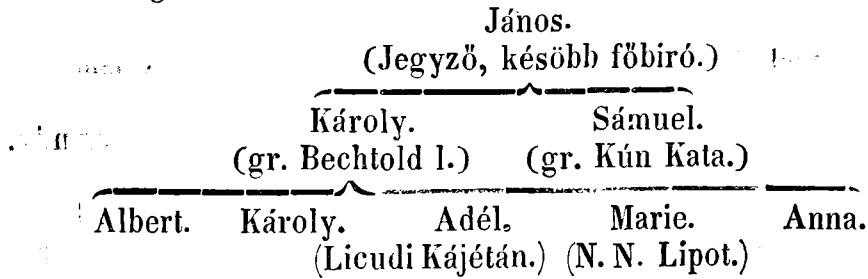 János.
(Jegyző, később főbiró.)
Károly. Sámuel.
(gr. Bechtold I.) (gr. Kún Kata.)
Albert. Károly. Adél. Marie. Anna.
(Licudi Kájétán.) (N. N. Lipot.)